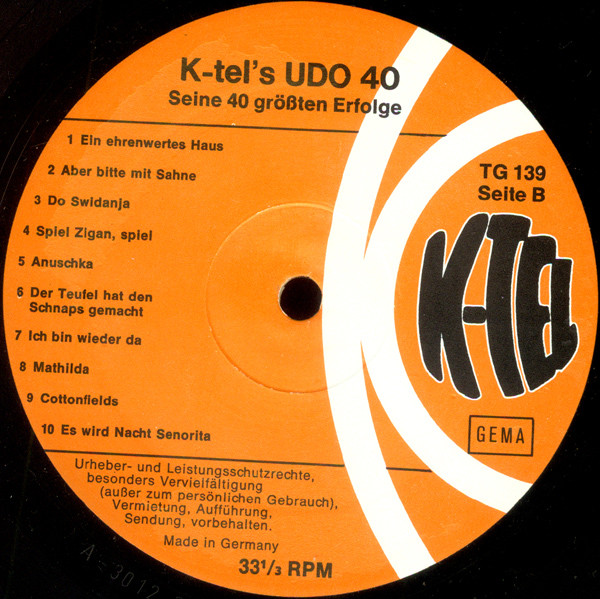 K-tel's UDO 40
Seine 40 größten Erfolge
1 Ein ehrenwertes Haus
2 Aber bitte mit Sahne
3 Do Swidanja
4 Spiel Zigan, spiel
5 Anuschka
6 Der Teufel hat den
Schnaps gemacht
7 Ich bin wieder da
8 Mathilda
9 Cottonfields
10 Es wird Nacht Senorita
TG 139
Seite B
K-TEL
GEMA
Urheber- und Leistungsschutzrechte,
besonders Vervielfältigung
(außer zum persönlichen Gebrauch),
Vermietung, Aufführung,
Sendung, vorbehalten.
Made in Germany
33 1/3 RPM
A-3012